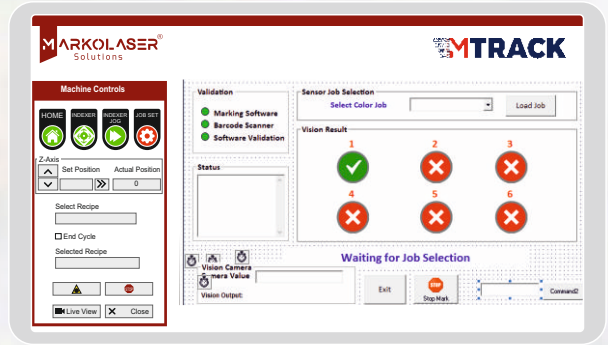 MARKOLASER®
Solutions
MTRACK
Machine Controls
HOME
INDEXER
INDEXER JOG
JOB SET
Z-Axis
Set Position
Actual Position
0
Select Recipe
End Cycle
Selected Recipe
STOP
Live View
X Close
Validation
Marking Software
Barcode Scanner
Software Validation
Status
Sensor Job Selection
Select Color Job
Load Job
Vision Result
1 2 3
4 5 6
Waiting for Job Selection
Vision Camera
Camera Value
Vision Output:
Exit
STOP
Stop Mark
Command2